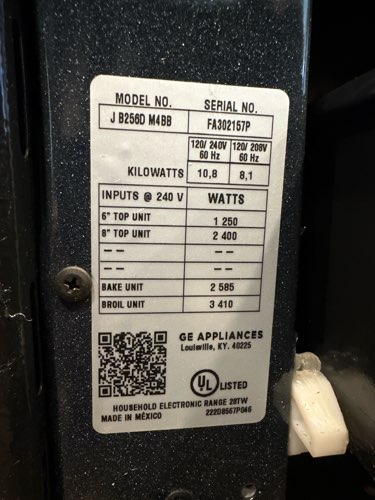 MODEL NO. SERIAL NO.
J B256D M4BB FA302157P
120/ 240V 120/ 208V
60 Hz 60 Hz
KILOWATTS 10,8 8,1
INPUTS @ 240 V WATTS
6" TOP UNIT 1 250
8" TOP UNIT 2 400
-- --
-- --
BAKE UNIT 2 585
BROIL UNIT 3 410
GE APPLIANCES
Louisville, KY. 40225
UL LISTED
HOUSEHOLD ELECTRONIC RANGE 28TW
MADE IN MÉXICO 222D8567P046